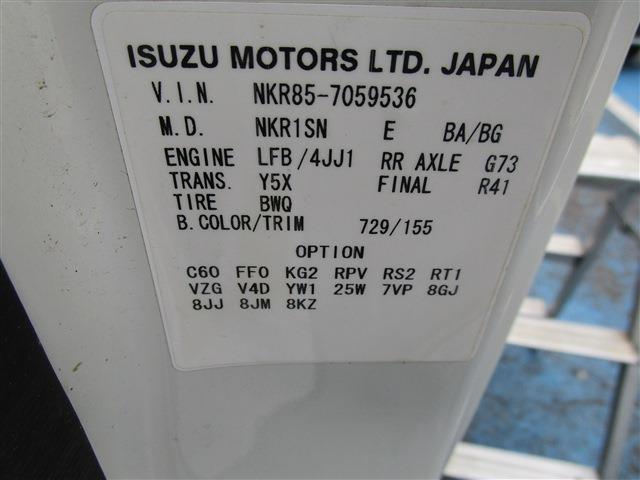 ISUZU MOTORS LTD. JAPAN
V.I.N. NKR85-7059536
M.D. NKR1SN E BA/BG
ENGINE LFB/4JJ1 RR AXLE G73
TRANS. Y5X FINAL R41
TIRE BWQ
B.COLOR/TRIM 729/155
OPTION
C60 FF0 KG2 RPV RS2 RT1
VZG V4D YW1 25W 7VP 8GJ
8JJ 8JM 8KZ